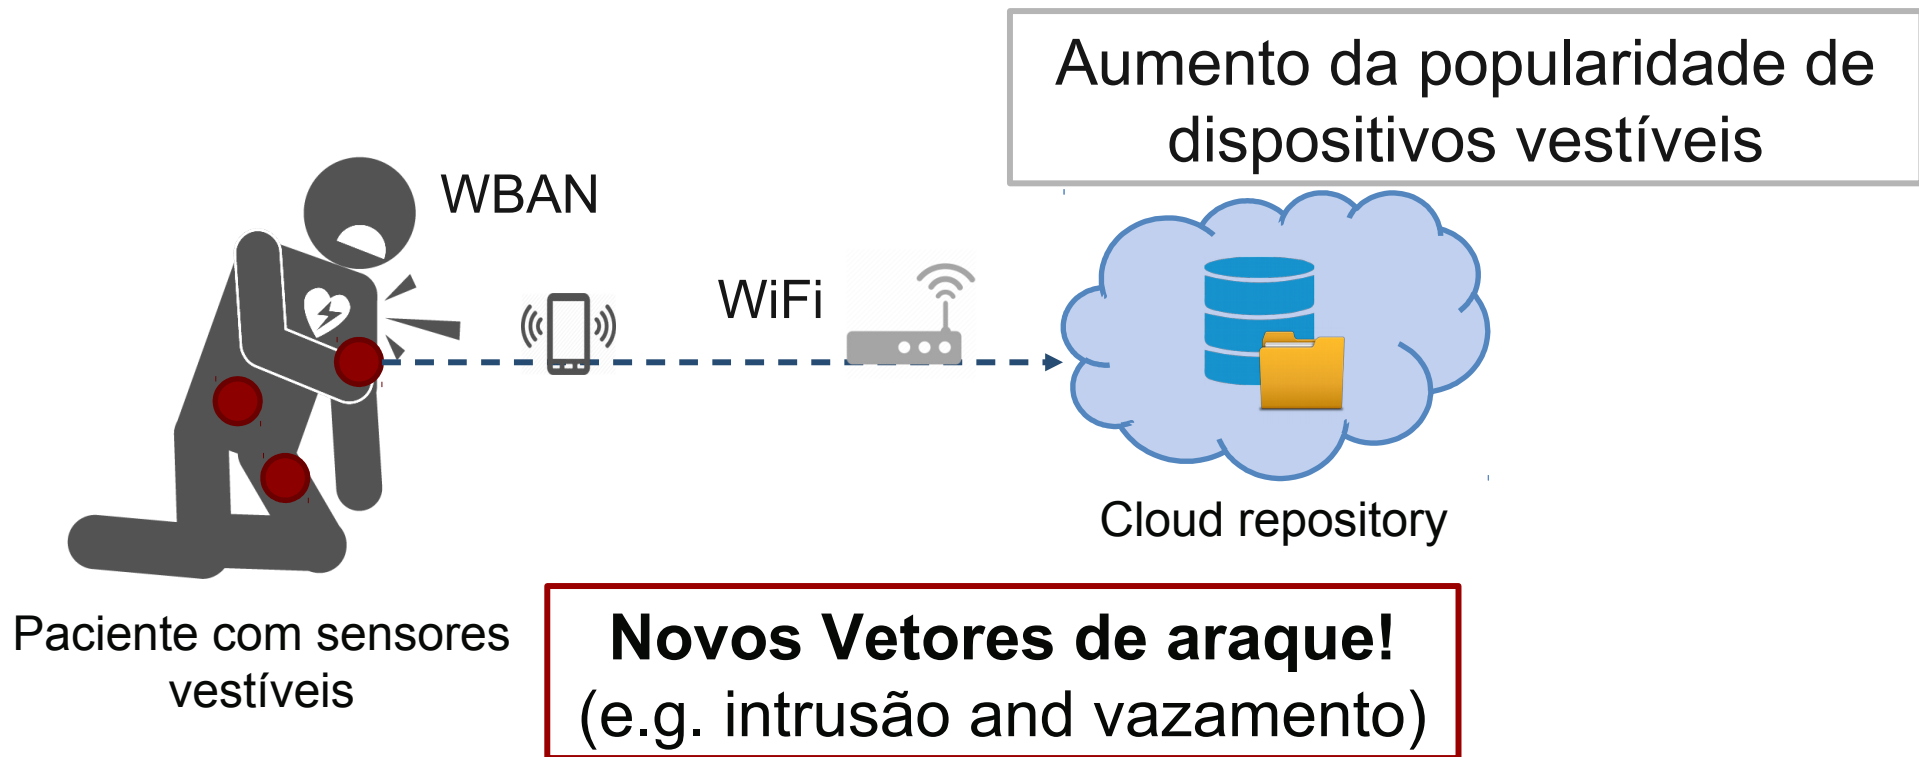 Aumento da popularidade de
dispositivos vestíveis
WBAN
WiFi
Cloud repository
Paciente com sensores
vestíveis
Novos Vetores de araque!
(e.g. intrusão and vazamento)